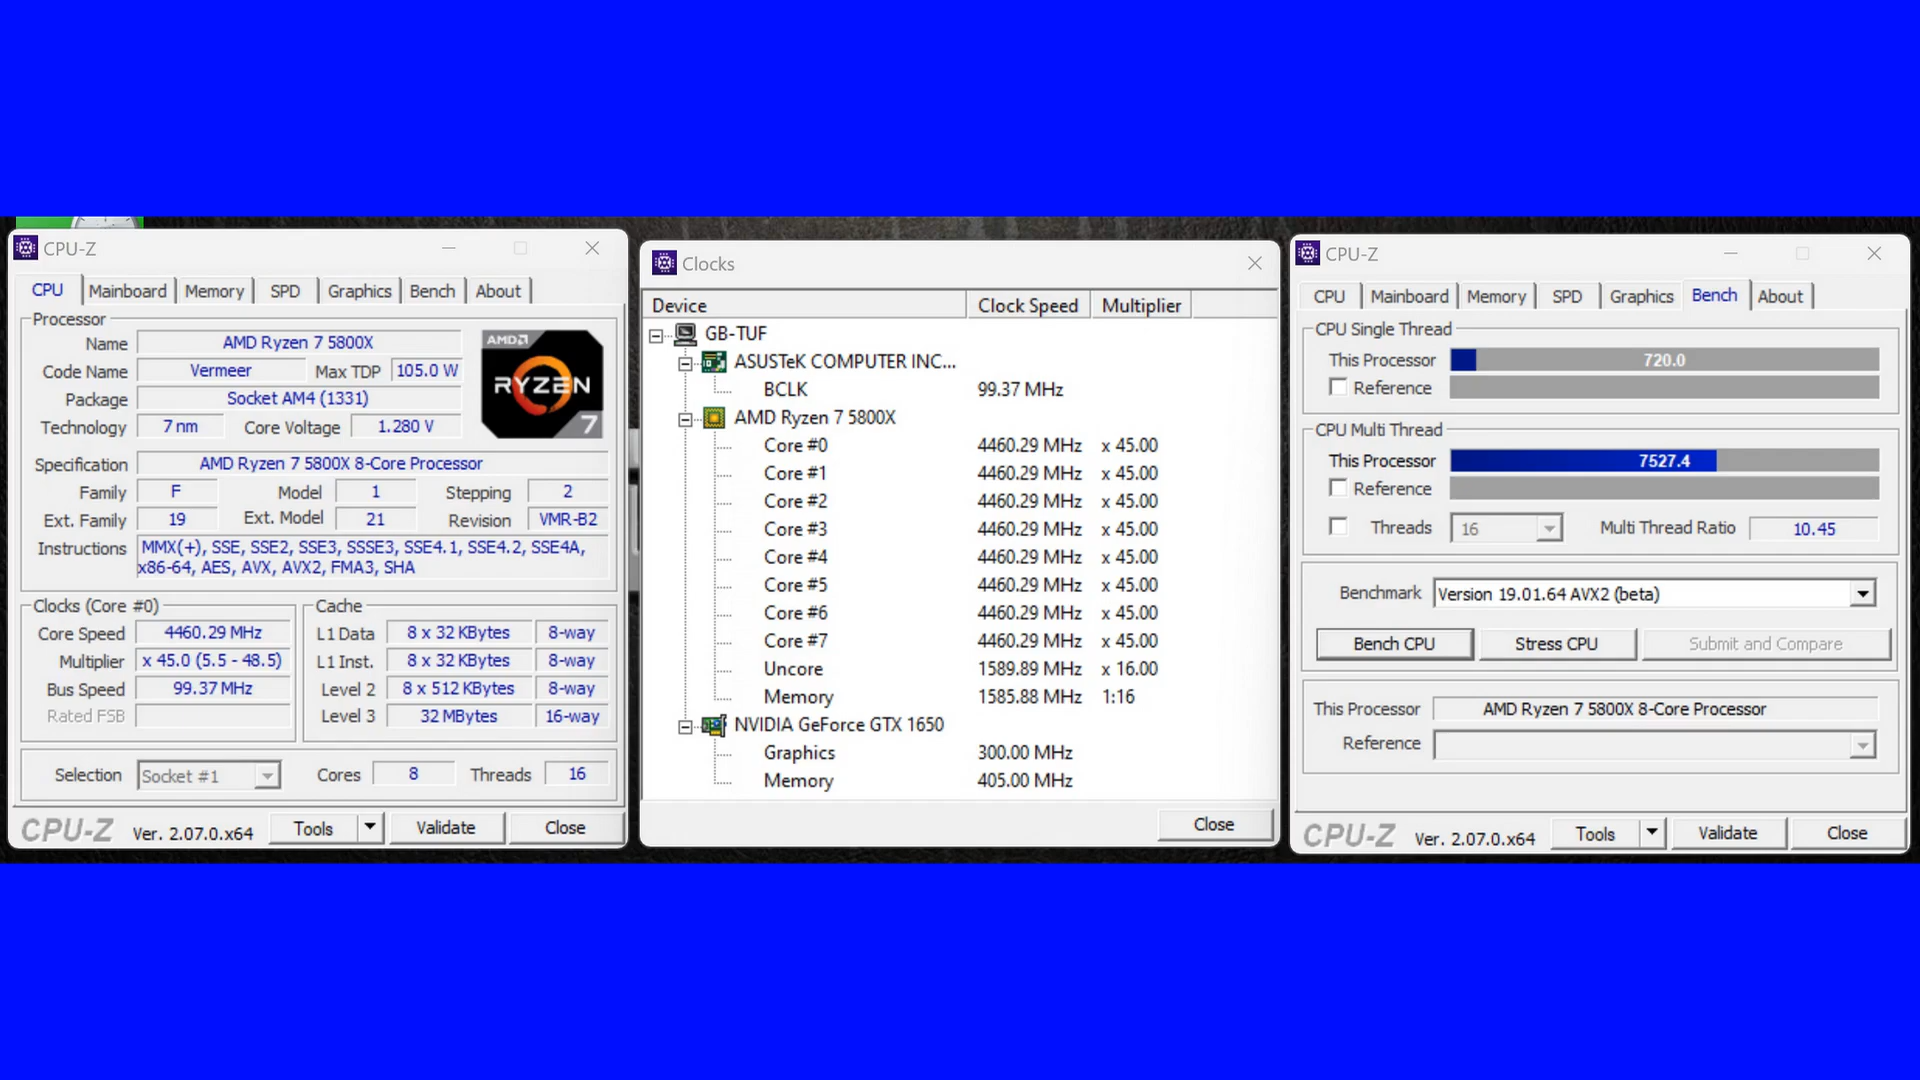 CPU-Z
CPU Mainboard Memory SPD Graphics Bench About
Processor
Name AMD Ryzen 7 5800X
Code Name Vermeer Max TDP 105.0 W
Package Socket AM4 (1331)
Technology 7 nm Core Voltage 1.280 V
AMD RYZEN 7
Specification AMD Ryzen 7 5800X 8-Core Processor
Family F Model 1 Stepping 2
Ext. Family 19 Ext. Model 21 Revision VMR-B2
Instructions MMX(+), SSE, SSE2, SSE3, SSSE3, SSE4.1, SSE4.2, SSE4A,
x86-64, AES, AVX, AVX2, FMA3, SHA
Clocks (Core #0)
Core Speed 4460.29 MHz
Multiplier x 45.0 (5.5 - 48.5)
Bus Speed 99.37 MHz
Rated FSB
Cache
L1 Data 8 x 32 KBytes 8-way
L1 Inst. 8 x 32 KBytes 8-way
Level 2 8 x 512 KBytes 8-way
Level 3 32 MBytes 16-way
Selection Socket #1 Cores 8 Threads 16
CPU-Z Ver. 2.07.0.x64 Tools Validate Close
Clocks
Device Clock Speed Multiplier
GB-TUF
ASUSTeK COMPUTER INC...
BCLK 99.37 MHz
AMD Ryzen 7 5800X
Core #0 4460.29 MHz x 45.00
Core #1 4460.29 MHz x 45.00
Core #2 4460.29 MHz x 45.00
Core #3 4460.29 MHz x 45.00
Core #4 4460.29 MHz x 45.00
Core #5 4460.29 MHz x 45.00
Core #6 4460.29 MHz x 45.00
Core #7 4460.29 MHz x 45.00
Uncore 1589.89 MHz x 16.00
Memory 1585.88 MHz 1:16
NVIDIA GeForce GTX 1650
Graphics 300.00 MHz
Memory 405.00 MHz
Close
CPU-Z
CPU Mainboard Memory SPD Graphics Bench About
CPU Single Thread
This Processor 720.0
Reference
CPU Multi Thread
This Processor 7527.4
Reference
Threads 16 Multi Thread Ratio 10.45
Benchmark Version 19.01.64 AVX2 (beta)
Bench CPU Stress CPU Submit and Compare
This Processor AMD Ryzen 7 5800X 8-Core Processor
Reference
CPU-Z Ver. 2.07.0.x64 Tools Validate Close